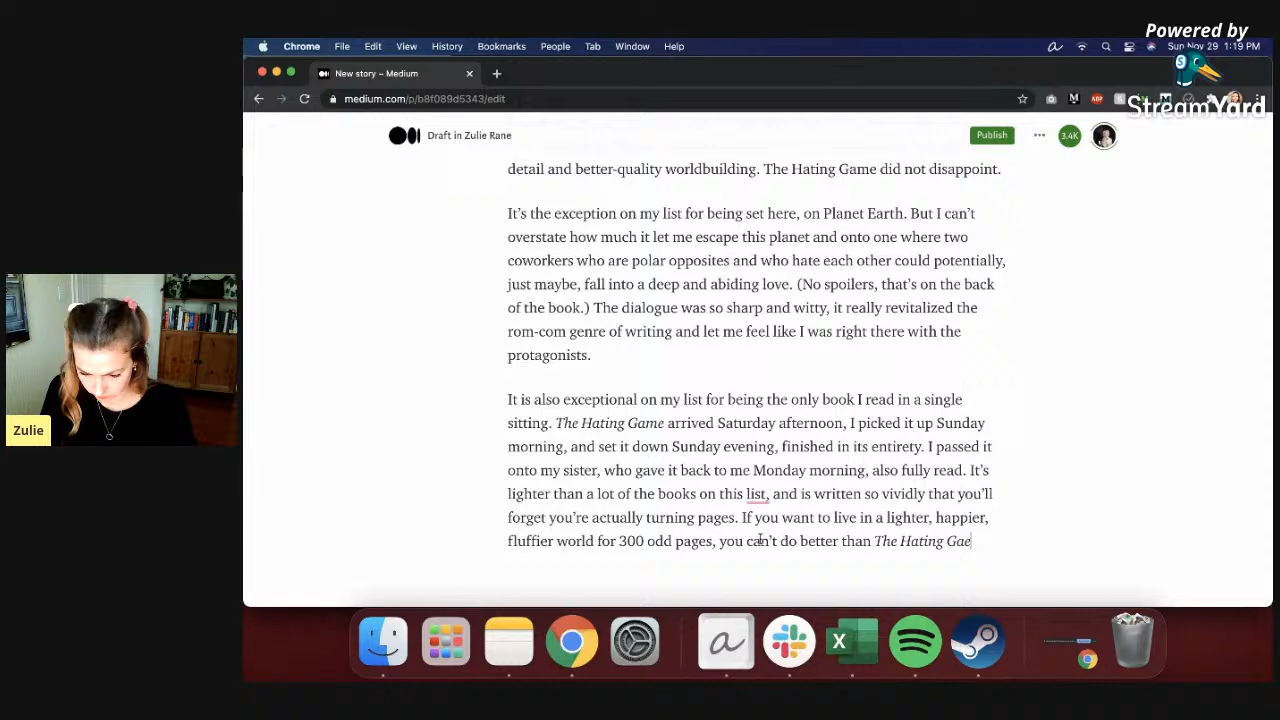 Powered by
StreamYard
Chrome File Edit View History Bookmarks People Tab Window Help
Sun Nov 29 1:19 PM
New story – Medium
medium.com/p/b8f089d5343/edit
ABP
Draft in Zulie Rane
Publish
3.4K
detail and better-quality worldbuilding. The Hating Game did not disappoint.
It’s the exception on my list for being set here, on Planet Earth. But I can’t
overstate how much it let me escape this planet and onto one where two
coworkers who are polar opposites and who hate each other could potentially,
just maybe, fall into a deep and abiding love. (No spoilers, that’s on the back
of the book.) The dialogue was so sharp and witty, it really revitalized the
rom-com genre of writing and let me feel like I was right there with the
protagonists.
It is also exceptional on my list for being the only book I read in a single
sitting. The Hating Game arrived Saturday afternoon, I picked it up Sunday
morning, and set it down Sunday evening, finished in its entirety. I passed it
onto my sister, who gave it back to me Monday morning, also fully read. It’s
lighter than a lot of the books on this list, and is written so vividly that you’ll
forget you’re actually turning pages. If you want to live in a lighter, happier,
fluffier world for 300 odd pages, you can’t do better than The Hating Gae
Zulie